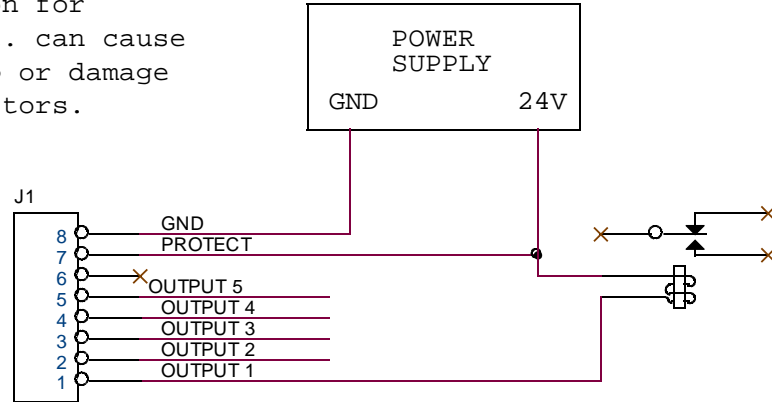 on for
. can cause
or damage
tors.
POWER
SUPPLY
GND 24V
J1
8 GND
7 PROTECT
6
5 OUTPUT 5
4 OUTPUT 4
3 OUTPUT 3
2 OUTPUT 2
1 OUTPUT 1